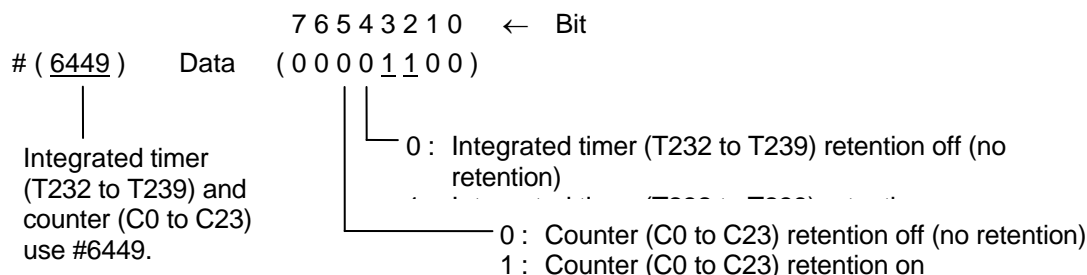 7 6 5 4 3 2 1 0 ← Bit
# ( 6449 ) Data ( 0 0 0 0 1 1 0 0 )
0 : Integrated timer (T232 to T239) retention off (no
retention)
Integrated timer
(T232 to T239) and
counter (C0 to C23)
use #6449.
0 : Counter (C0 to C23) retention off (no retention)
1 : Counter (C0 to C23) retention on